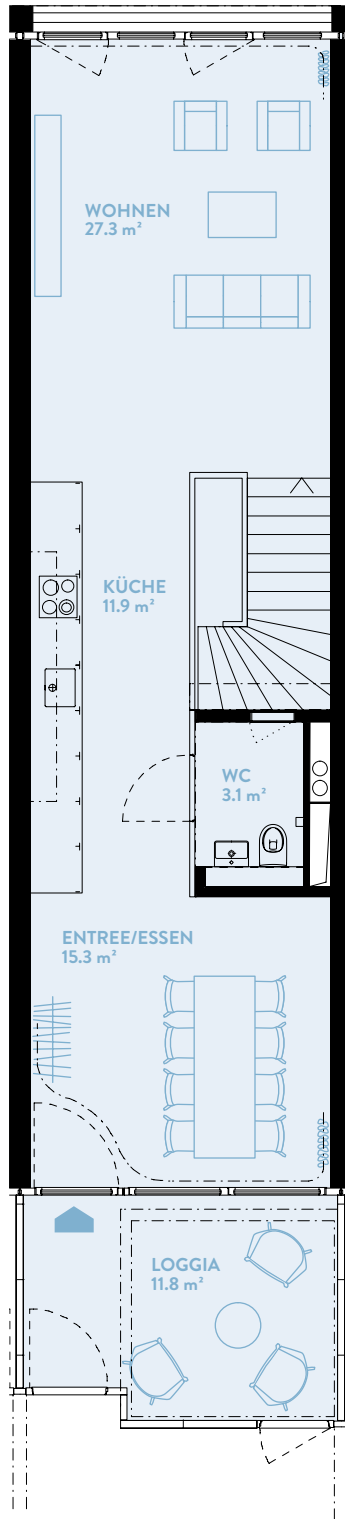 WOHNEN
27.3 m²
KÜCHE
11.9 m²
WC
3.1 m²
ENTREE/ESSEN
15.3 m²
LOGGIA
11.8 m²